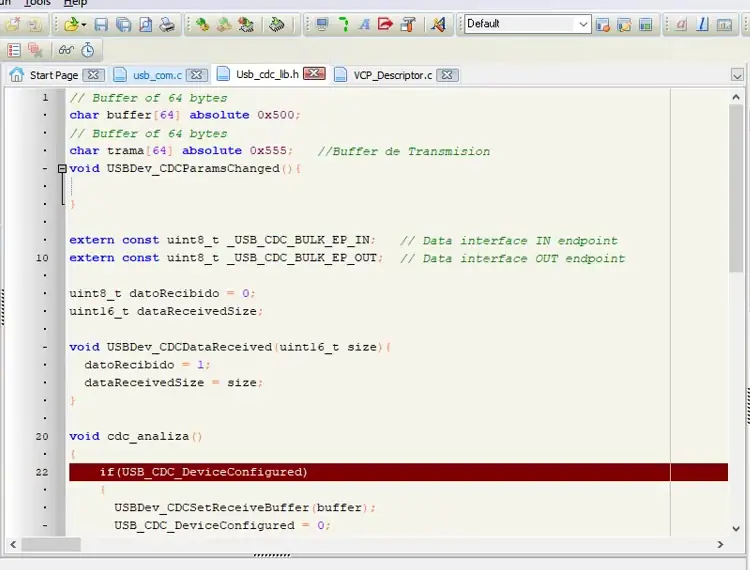 Tools Help
Default
Start Page usb_com.c Usb_cdc_lib.h VCP_Descriptor.c
1 // Buffer of 64 bytes
char buffer[64] absolute 0x500;
// Buffer of 64 bytes
char trama[64] absolute 0x555; //Buffer de Transmision
void USBDev_CDCParamsChanged(){
}
extern const uint8_t _USB_CDC_BULK_EP_IN; // Data interface IN endpoint
10 extern const uint8_t _USB_CDC_BULK_EP_OUT; // Data interface OUT endpoint
uint8_t datoRecibido = 0;
uint16_t dataReceivedSize;
void USBDev_CDCDataReceived(uint16_t size){
datoRecibido = 1;
dataReceivedSize = size;
}
20 void cdc_analiza()
{
22 if(USB_CDC_DeviceConfigured)
{
USBDev_CDCSetReceiveBuffer(buffer);
USB_CDC_DeviceConfigured = 0;